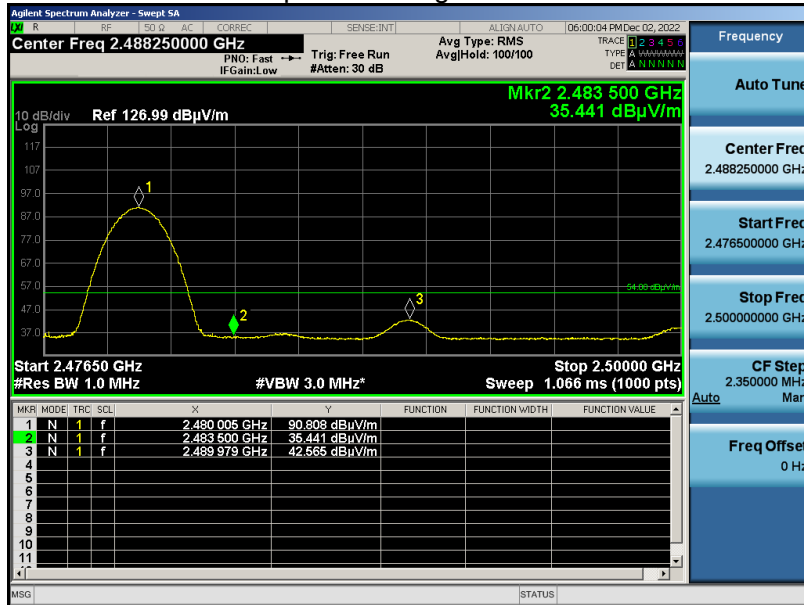 Agilent Spectrum Analyzer - Swept SA
LXI R RF 50 Ω AC CORREC SENSE:INT ALIGN AUTO 06:00:04 PM Dec 02, 2022
Center Freq 2.488250000 GHz
PNO: Fast
IFGain:Low
Trig: Free Run
#Atten: 30 dB
Avg Type: RMS
Avg|Hold: 100/100
TRACE 1 2 3 4 5 6
TYPE A
DET A N N N N N
Mkr2 2.483 500 GHz
35.441 dBµV/m
10 dB/div Ref 126.99 dBµV/m
Log
117
107
97.0
87.0
77.0
67.0
57.0
47.0
37.0
1
2
3
54.00 dBµV/m
Start 2.47650 GHz Stop 2.50000 GHz
#Res BW 1.0 MHz #VBW 3.0 MHz* Sweep 1.066 ms (1000 pts)
MKR MODE TRC SCL X Y FUNCTION FUNCTION WIDTH FUNCTION VALUE
1 N 1 f 2.480 005 GHz 90.808 dBµV/m
2 N 1 f 2.483 500 GHz 35.441 dBµV/m
3 N 1 f 2.489 979 GHz 42.565 dBµV/m
4
5
6
7
8
9
10
11
MSG STATUS
Frequency
Auto Tune
Center Freq
2.488250000 GHz
Start Freq
2.476500000 GHz
Stop Freq
2.500000000 GHz
CF Step
2.350000 MHz
Auto Man
Freq Offset
0 Hz